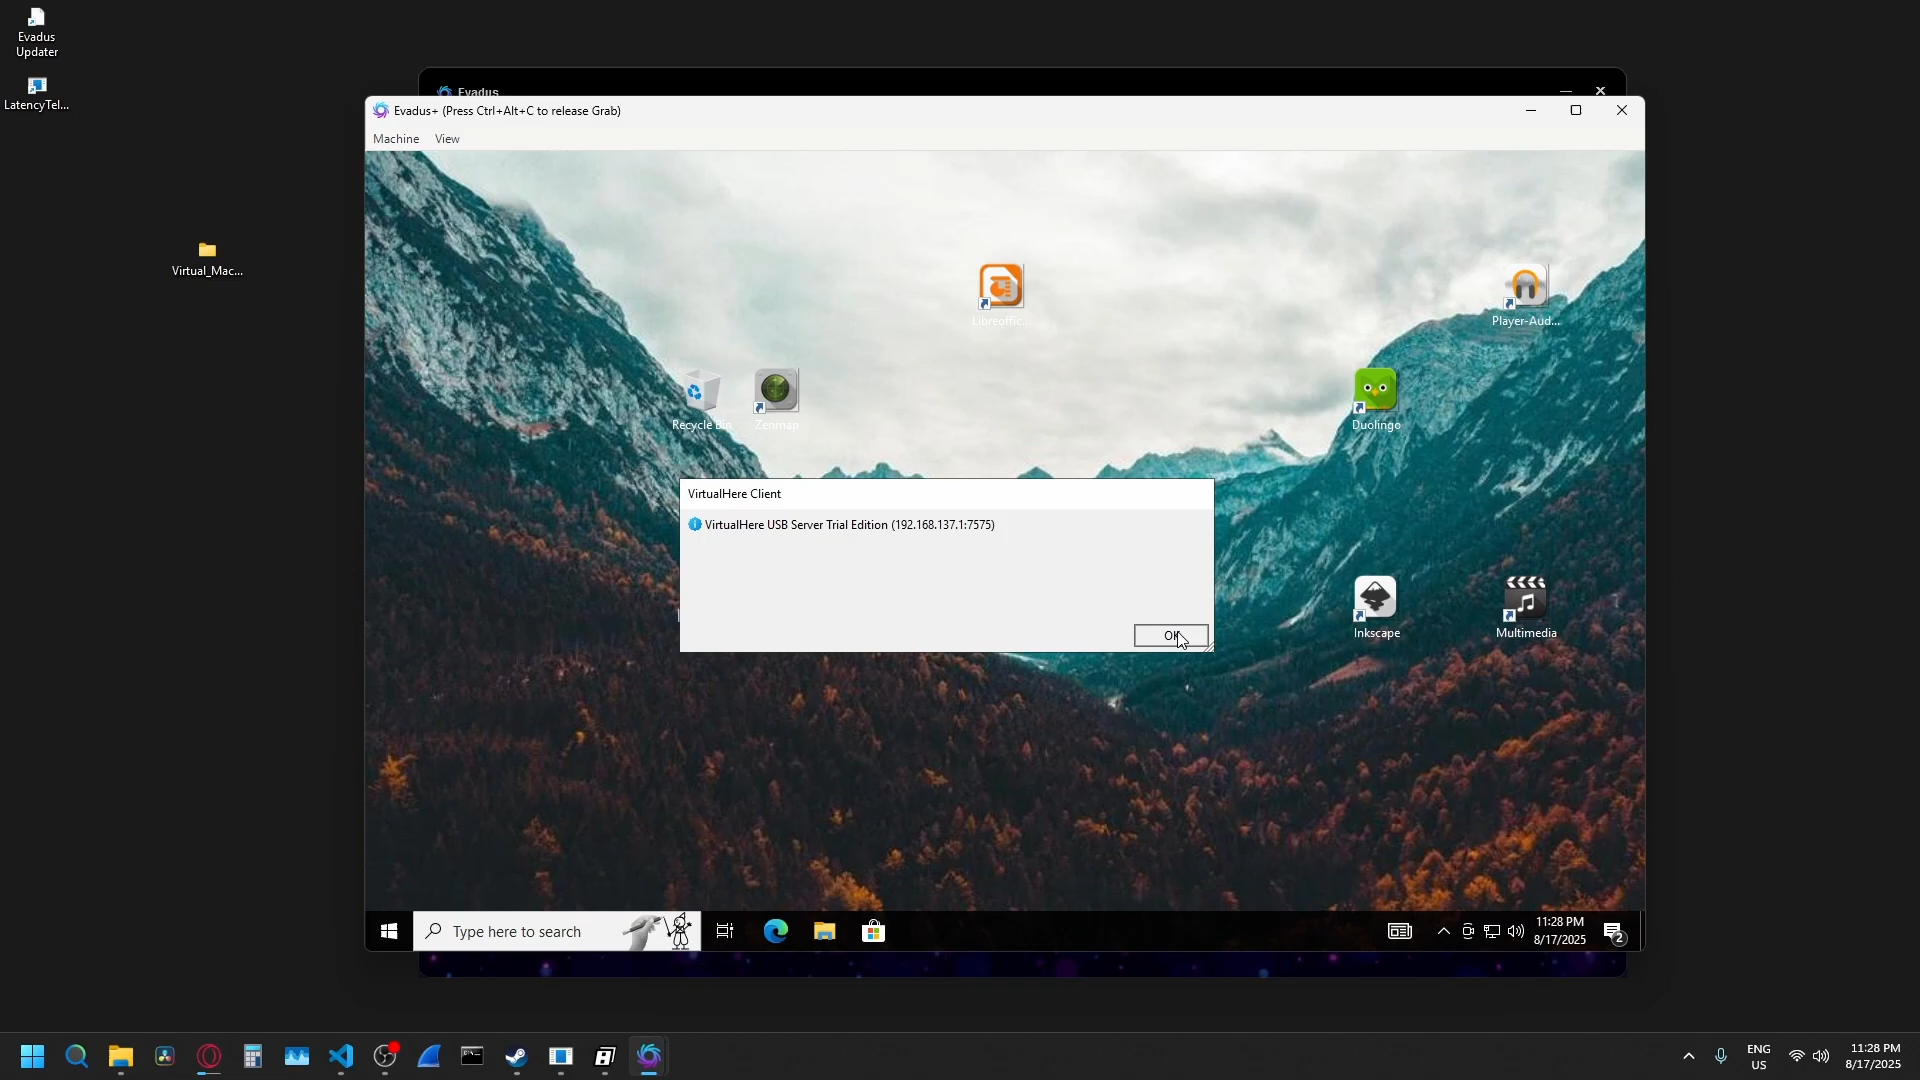 Evadus
Updater
LatencyTel...
Virtual_Mac...
Evadus
Evadus+ (Press Ctrl+Alt+C to release Grab)
Machine View
Libreoffic...
Player-Aud...
Recycle Bin
Zenmap
Duolingo
VirtualHere Client
VirtualHere USB Server Trial Edition (192.168.137.1:7575)
OK
Inkscape
Multimedia
Type here to search
11:28 PM
8/17/2025
2
ENG
US
11:28 PM
8/17/2025